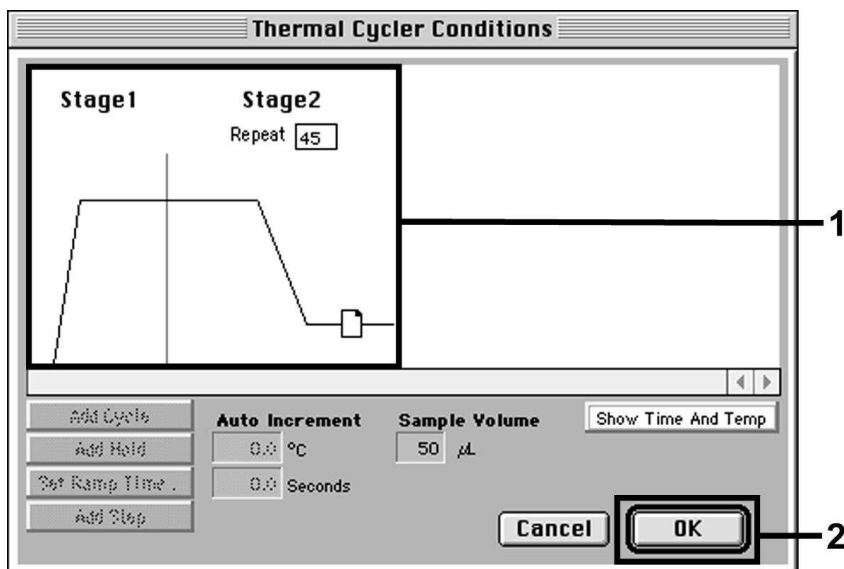 Thermal Cycler Conditions
Stage1 Stage2
Repeat 45
1
Add Cycle Auto Increment Sample Volume Show Time And Temp
Add Hold 0.0 °C 50 µL
Set Ramp Time . 0.0 Seconds
Add Step
Cancel OK 2